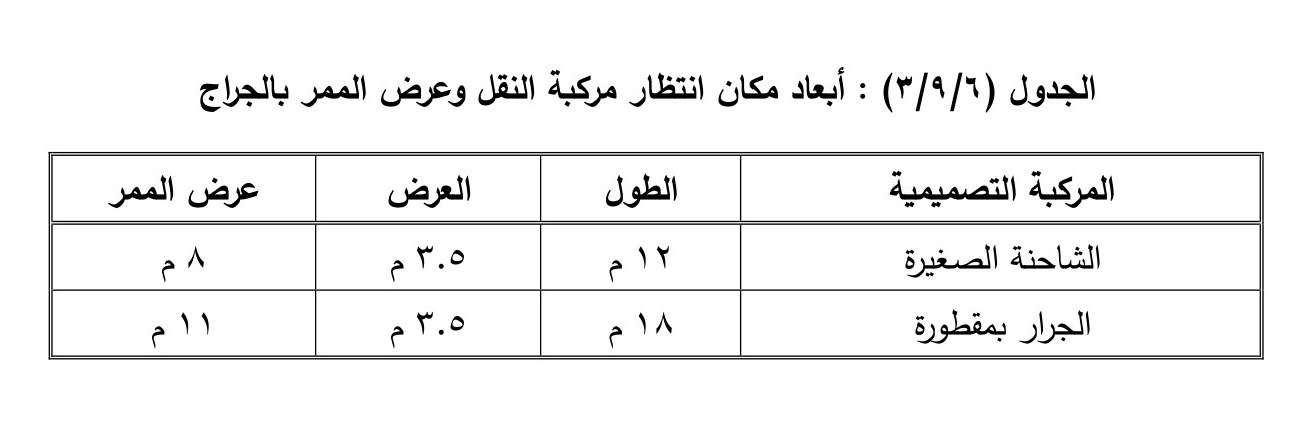 الجدول (٣/٩/٦) : أبعاد مكان انتظار مركبة النقل وعرض الممر بالجراج
المركبة التصميمية الطول العرض عرض الممر
الشاحنة الصغيرة ١٢ م ٣.٥ م ٨ م
الجرار بمقطورة ١٨ م ٣.٥ م ١١ م